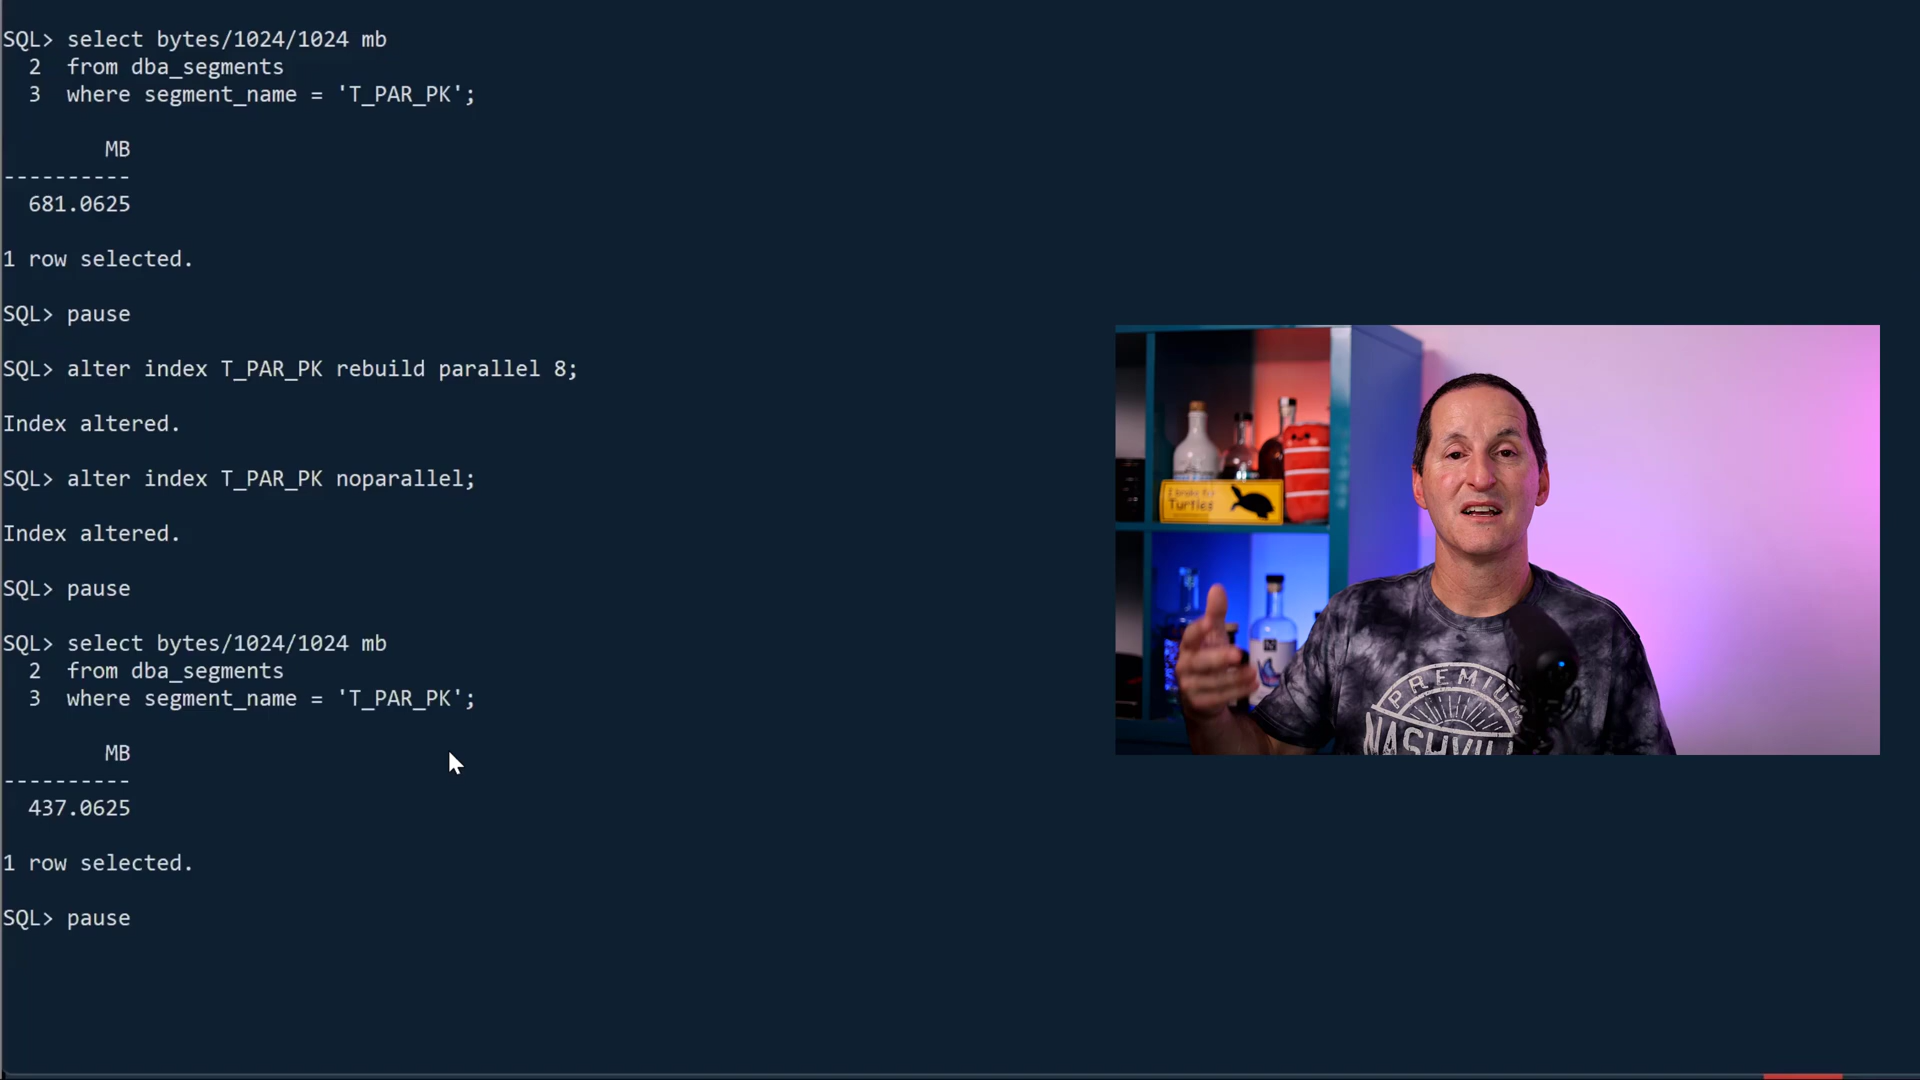 SQL> select bytes/1024/1024 mb
2 from dba_segments
3 where segment_name = 'T_PAR_PK';
MB
----------
681.0625
1 row selected.
SQL> pause
SQL> alter index T_PAR_PK rebuild parallel 8;
Index altered.
SQL> alter index T_PAR_PK noparallel;
Index altered.
SQL> pause
SQL> select bytes/1024/1024 mb
2 from dba_segments
3 where segment_name = 'T_PAR_PK';
MB
----------
437.0625
1 row selected.
SQL> pause
I brake for
Turtles
PREMIUM